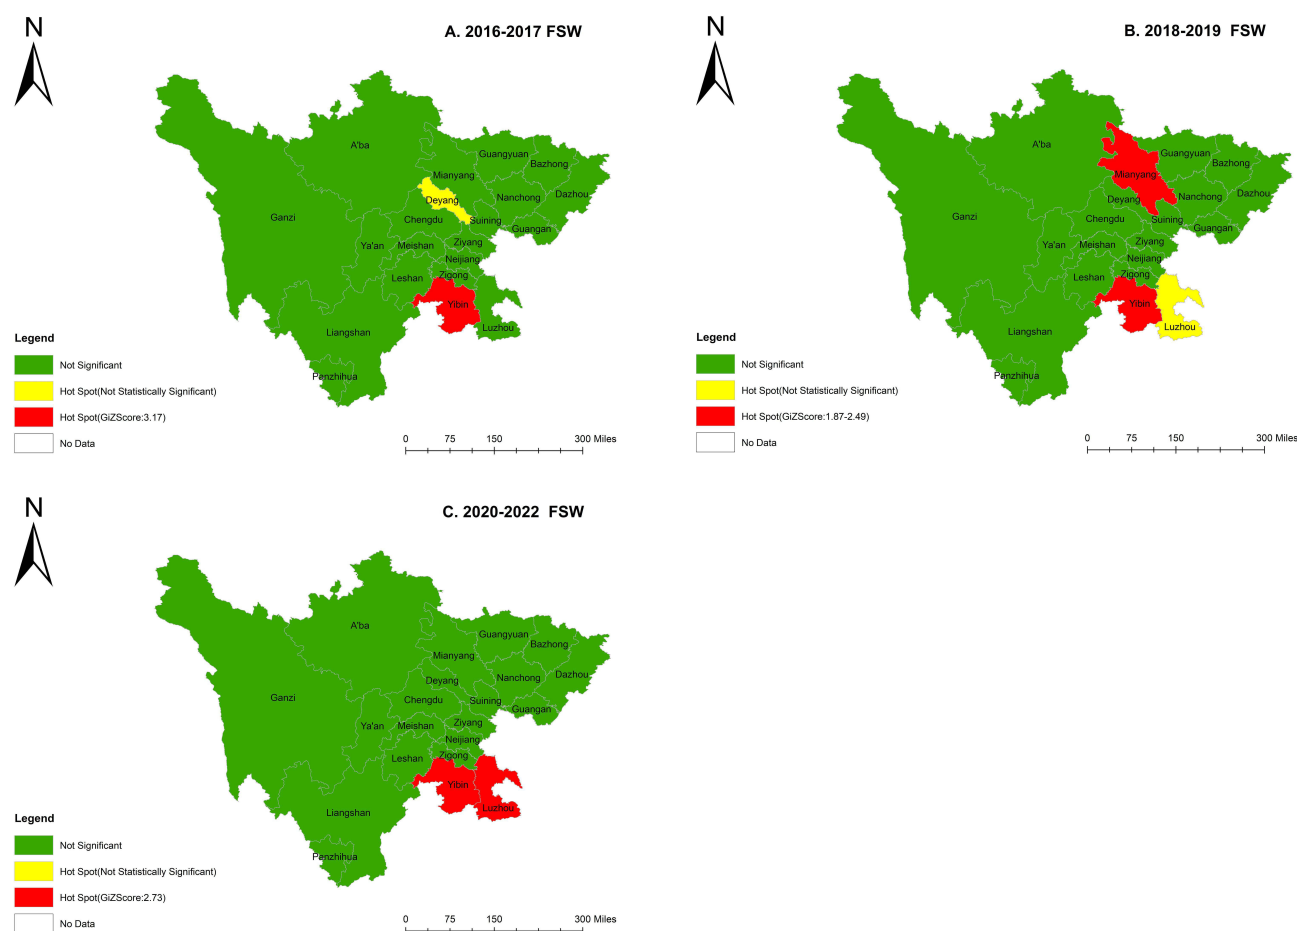 N
A. 2016-2017 FSW
A'ba
Guangyuan
Bazhong
Mianyang
Dazhou
Nanchong
Deyang
Ganzi
Chengdu
Suining
Guangan
Ya'an
Meishan
Ziyang
Neijiang
Leshan
Zigong
Yibin
Liangshan
Luzhou
Panzhihua
Legend
Not Significant
Hot Spot(Not Statistically Significant)
Hot Spot(GiZScore:3.17)
No Data
0 75 150 300 Miles
N
B. 2018-2019 FSW
A'ba
Guangyuan
Bazhong
Mianyang
Dazhou
Nanchong
Deyang
Ganzi
Chengdu
Suining
Guangan
Ya'an
Meishan
Ziyang
Neijiang
Leshan
Zigong
Yibin
Liangshan
Luzhou
Panzhihua
Legend
Not Significant
Hot Spot(Not Statistically Significant)
Hot Spot(GiZScore:1.87-2.49)
No Data
0 75 150 300 Miles
N
C. 2020-2022 FSW
A'ba
Guangyuan
Bazhong
Mianyang
Dazhou
Nanchong
Deyang
Ganzi
Chengdu
Suining
Guangan
Ya'an
Meishan
Ziyang
Neijiang
Leshan
Zigong
Yibin
Liangshan
Luzhou
Panzhihua
Legend
Not Significant
Hot Spot(Not Statistically Significant)
Hot Spot(GiZScore:2.73)
No Data
0 75 150 300 Miles